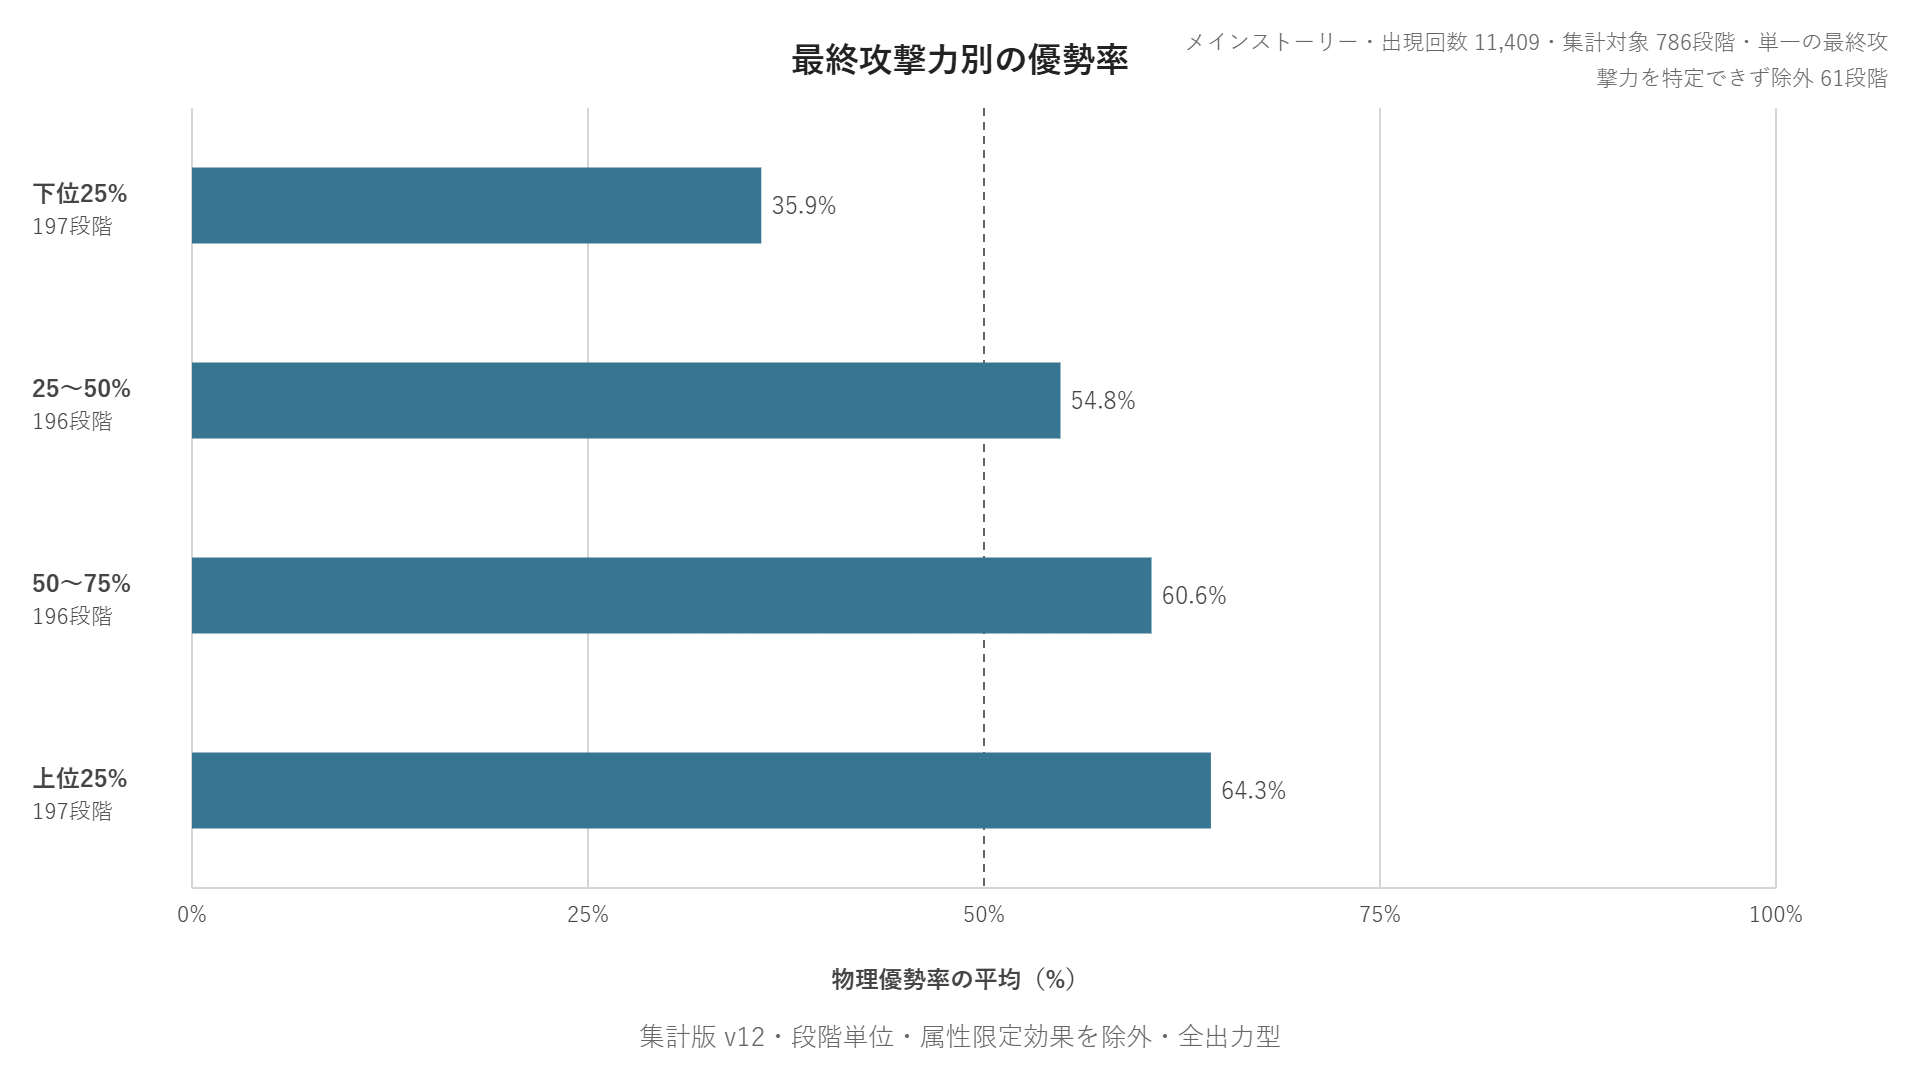 最終攻撃力別の優勢率
メインストーリー・出現回数 11,409・集計対象 786段階・単一の最終攻
撃力を特定できず除外 61段階
下位25%
197段階
35.9%
25～50%
196段階
54.8%
50～75%
196段階
60.6%
上位25%
197段階
64.3%
0%
25%
50%
75%
100%
物理優勢率の平均（%）
集計版 v12・段階単位・属性限定効果を除外・全出力型